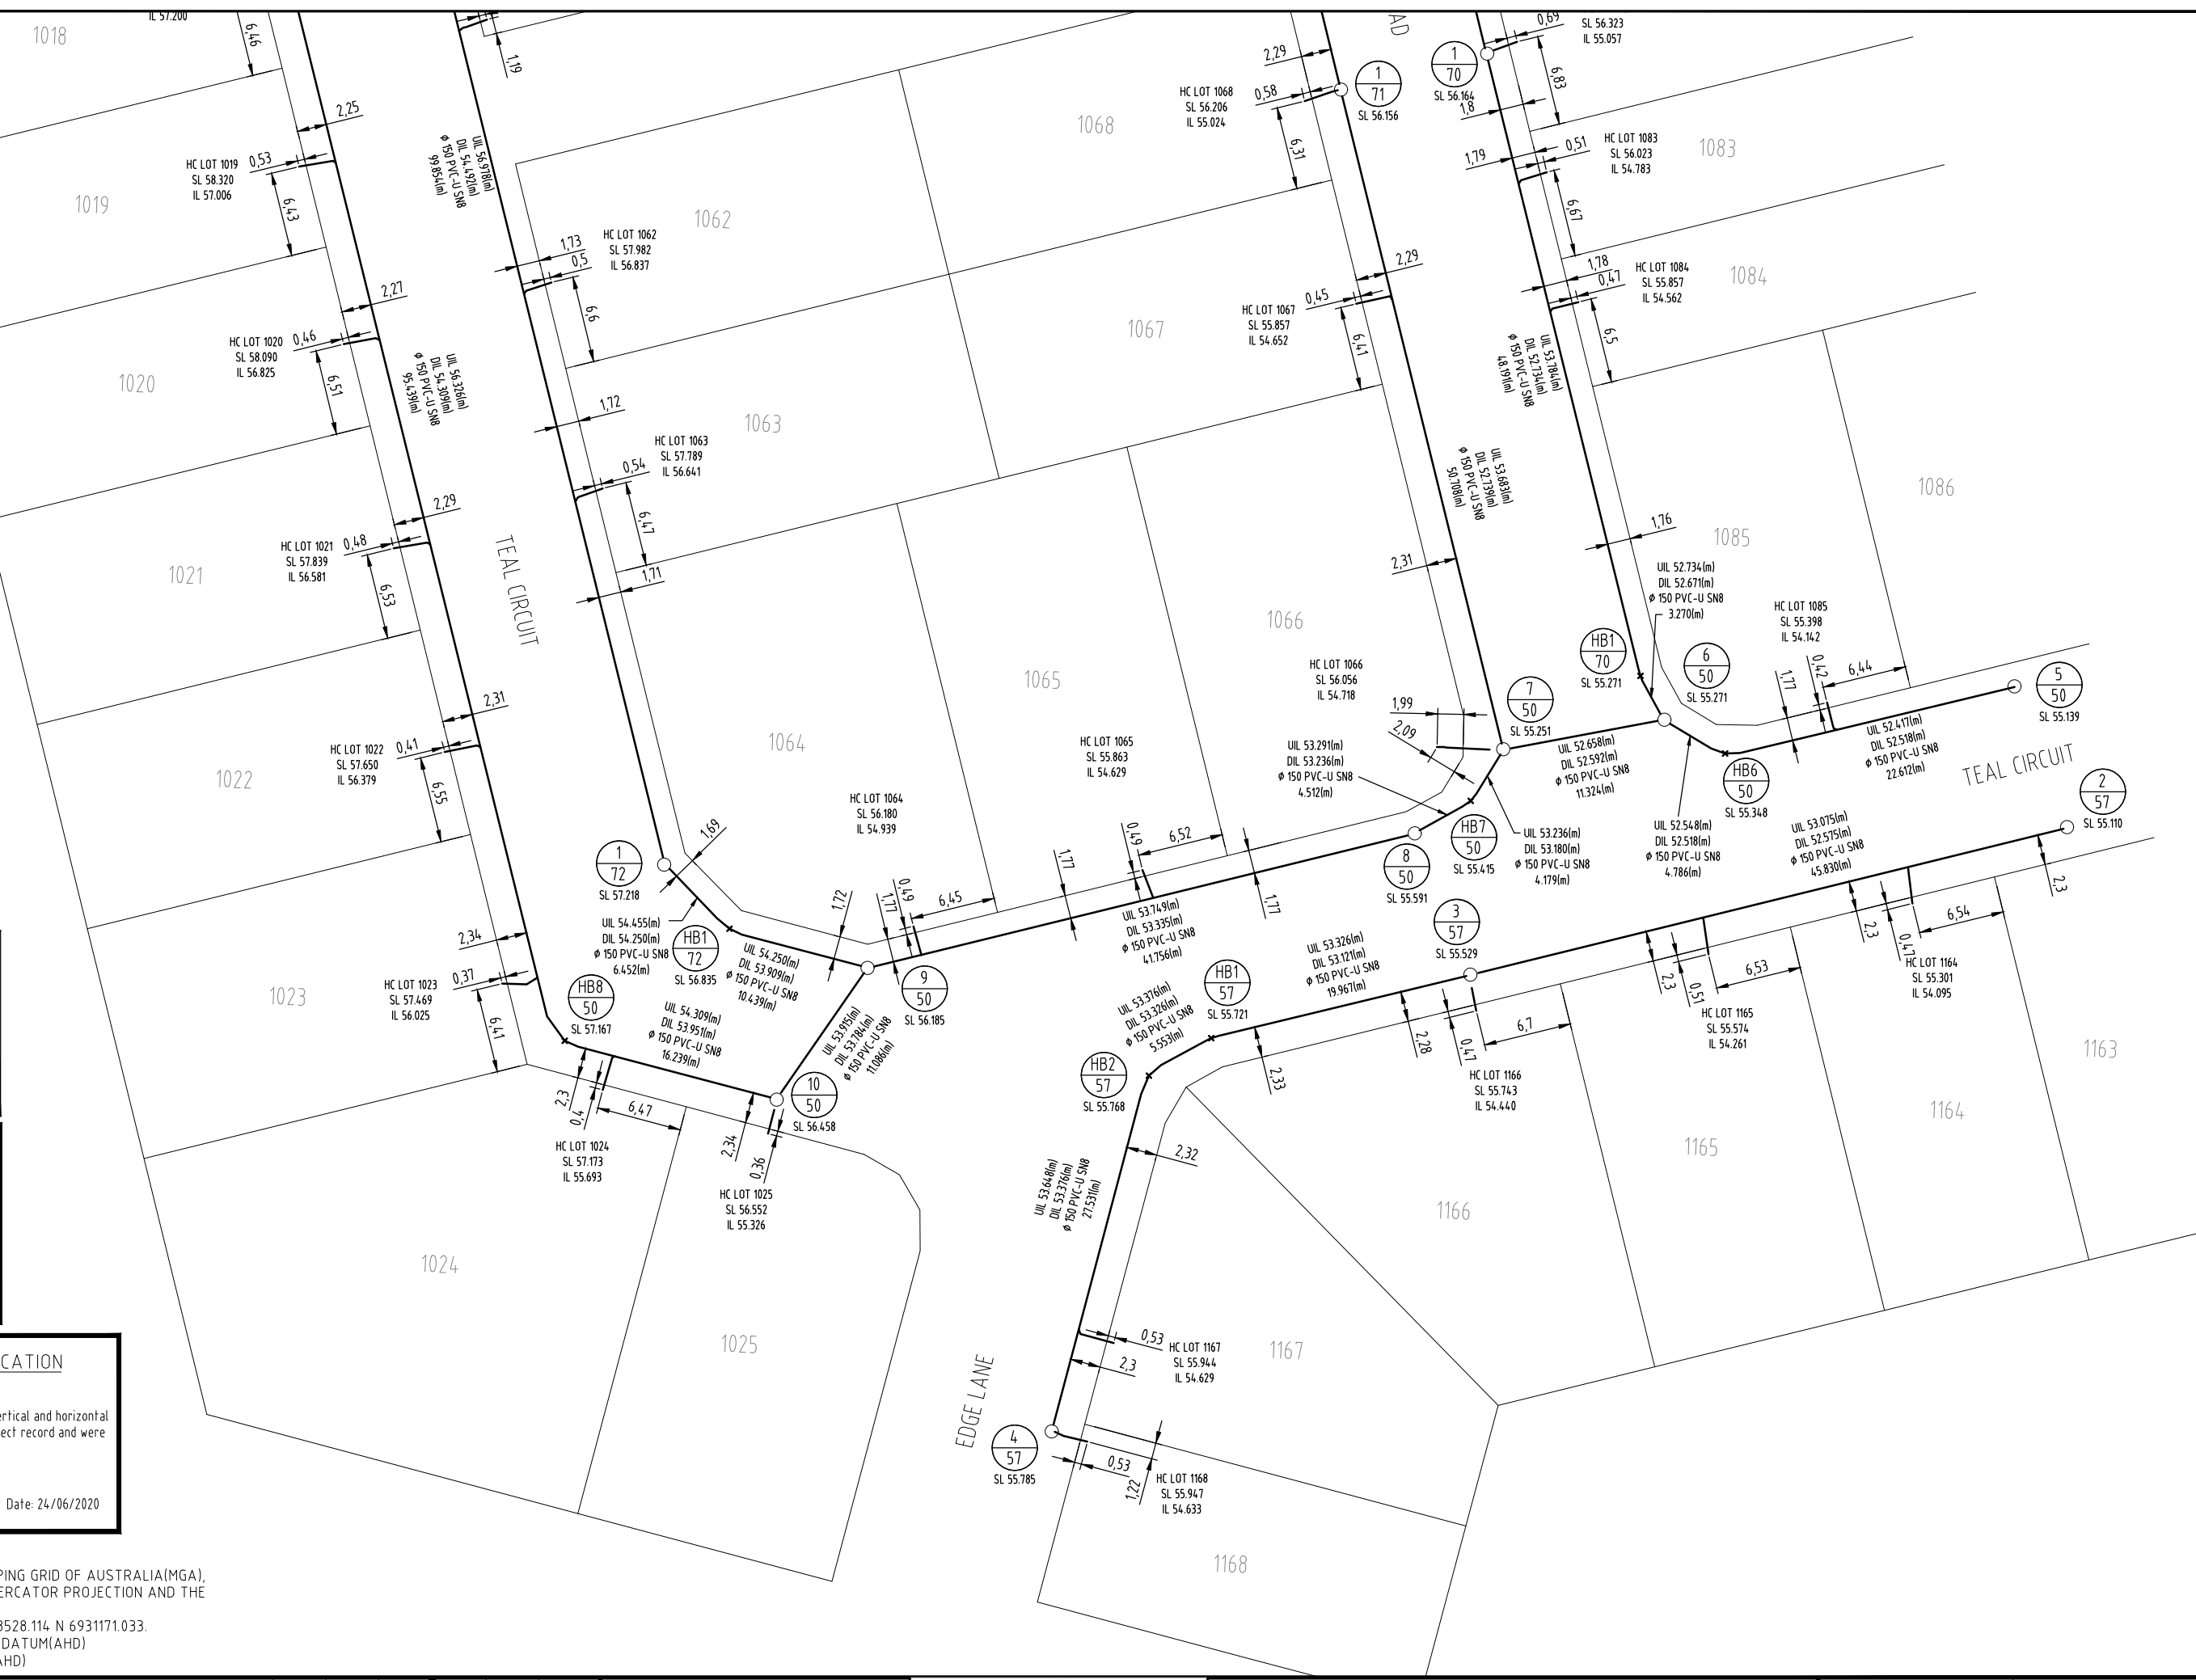 IL 57.200
1018
6,46
1,19
2,25
0,53
HC LOT 1019
SL 58.320
IL 57.006
6,43
1019
UIL 56.978(m)
DIL 54.492(m)
ϕ 150 PVC-U SN8
99.854(m)
1062
1,73
0,5
HC LOT 1062
SL 57.982
IL 56.837
6,6
2,27
0,46
HC LOT 1020
SL 58.090
IL 56.825
6,51
1020
UIL 56.326(m)
DIL 54.309(m)
ϕ 150 PVC-U SN8
95.439(m)
1,72
1063
HC LOT 1063
SL 57.789
IL 56.641
0,54
6,47
2,29
0,48
HC LOT 1021
SL 57.839
IL 56.581
6,53
1021
TEAL CIRCUIT
1,71
2,31
0,41
HC LOT 1022
SL 57.650
IL 56.379
6,55
1022
2,34
0,37
HC LOT 1023
SL 57.469
IL 56.025
6,41
1023
AD
2,29
0,58
HC LOT 1068
SL 56.206
IL 55.024
6,31
1068
1
71
SL 56.156
1
70
SL 56.164
0,69
SL 56.323
IL 55.057
6,83
1,8
1,79
0,51
HC LOT 1083
SL 56.023
IL 54.783
6,67
1083
1,78
0,47
HC LOT 1084
SL 55.857
IL 54.562
6,5
1084
2,29
0,45
HC LOT 1067
SL 55.857
IL 54.652
6,41
1067
UIL 53.784(m)
DIL 52.734(m)
ϕ 150 PVC-U SN8
48.191(m)
UIL 53.683(m)
DIL 52.739(m)
ϕ 150 PVC-U SN8
50.708(m)
2,31
1,76
1085
1086
UIL 52.734(m)
DIL 52.671(m)
ϕ 150 PVC-U SN8
3.270(m)
HC LOT 1085
SL 55.398
IL 54.142
0,42
6,44
1,77
HB1
70
SL 55.271
6
50
SL 55.271
5
50
SL 55.139
1066
HC LOT 1066
SL 56.056
IL 54.718
1,99
2,09
7
50
SL 55.251
UIL 53.291(m)
DIL 53.236(m)
ϕ 150 PVC-U SN8
4.512(m)
UIL 52.658(m)
DIL 52.592(m)
ϕ 150 PVC-U SN8
11.324(m)
UIL 52.417(m)
DIL 52.518(m)
ϕ 150 PVC-U SN8
22.612(m)
TEAL CIRCUIT
HB6
50
SL 55.348
2
57
SL 55.110
1064
1065
HC LOT 1064
SL 56.180
IL 54.939
HC LOT 1065
SL 55.863
IL 54.629
0,49
6,52
1,77
1,77
1,69
1
72
SL 57.218
1,72
1,77
0,49
6,45
8
50
SL 55.591
HB7
50
SL 55.415
UIL 53.236(m)
DIL 53.180(m)
ϕ 150 PVC-U SN8
4.179(m)
UIL 52.548(m)
DIL 52.518(m)
ϕ 150 PVC-U SN8
4.786(m)
UIL 53.075(m)
DIL 52.575(m)
ϕ 150 PVC-U SN8
45.830(m)
UIL 54.455(m)
DIL 54.250(m)
ϕ 150 PVC-U SN8
6.452(m)
HB1
72
SL 56.835
UIL 54.250(m)
DIL 53.909(m)
ϕ 150 PVC-U SN8
10.439(m)
UIL 53.749(m)
DIL 53.335(m)
ϕ 150 PVC-U SN8
41.756(m)
9
50
SL 56.185
HB8
50
SL 57.167
UIL 54.309(m)
DIL 53.951(m)
ϕ 150 PVC-U SN8
16.239(m)
UIL 53.915(m)
DIL 53.784(m)
ϕ 150 PVC-U SN8
11.086(m)
10
50
SL 56.458
2,3
0,4
6,47
HC LOT 1024
SL 57.173
IL 55.693
2,34
0,36
HC LOT 1025
SL 56.552
IL 55.326
1024
1025
3
57
SL 55.529
UIL 53.326(m)
DIL 53.121(m)
ϕ 150 PVC-U SN8
19.967(m)
HB1
57
SL 55.721
UIL 53.376(m)
DIL 53.326(m)
ϕ 150 PVC-U SN8
5.553(m)
HB2
57
SL 55.768
2,33
2,28
0,47
6,7
HC LOT 1166
SL 55.743
IL 54.440
2,3
0,51
6,53
HC LOT 1165
SL 55.574
IL 54.261
2,3
0,47
6,54
HC LOT 1164
SL 55.301
IL 54.095
2,3
1163
1164
1165
1166
2,32
UIL 53.648(m)
DIL 53.376(m)
ϕ 150 PVC-U SN8
27.531(m)
0,53
HC LOT 1167
SL 55.944
IL 54.629
2,3
1167
EDGE LANE
4
57
SL 55.785
0,53
1,22
HC LOT 1168
SL 55.947
IL 54.633
1168
CATION
ertical and horizontal
ect record and were
Date: 24/06/2020
PING GRID OF AUSTRALIA(MGA),
ERCATOR PROJECTION AND THE
8528.114 N 6931171.033.
DATUM(AHD)
AHD)